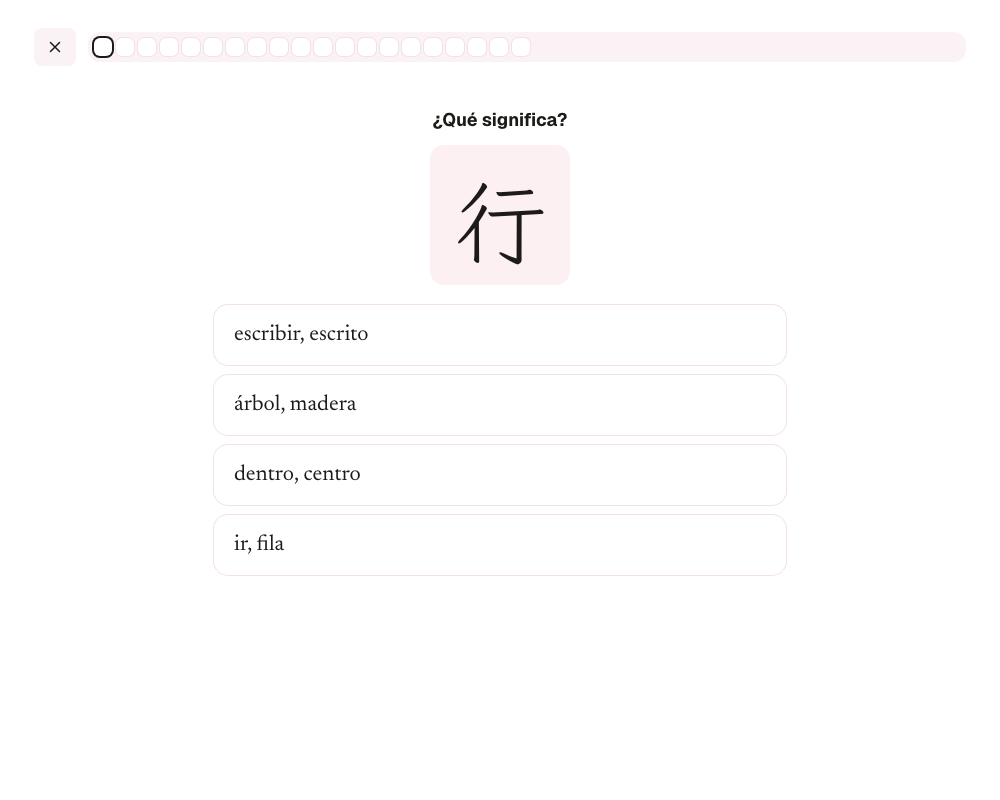 ¿Qué significa?
行
escribir, escrito
árbol, madera
dentro, centro
ir, fila